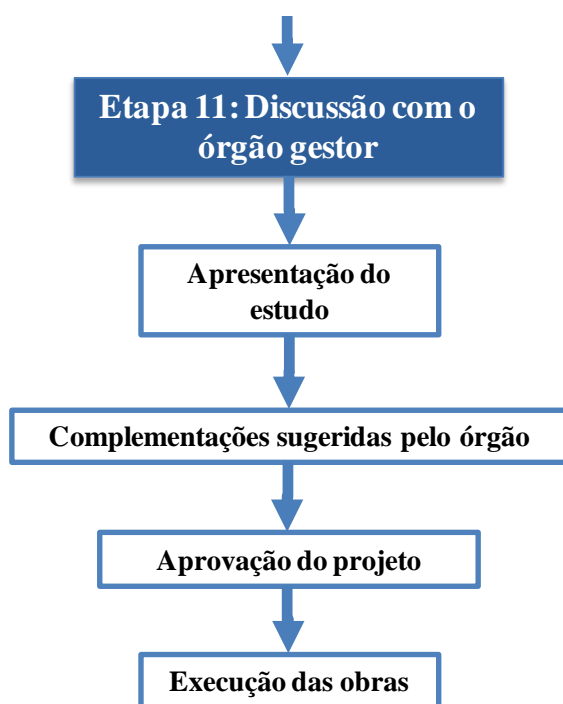 Etapa 11: Discussão com o
órgão gestor
Apresentação do
estudo
Complementações sugeridas pelo órgão
Aprovação do projeto
Execução das obras